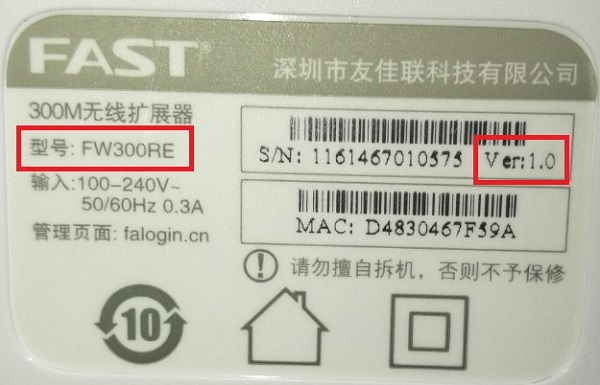 FAST 深圳市友佳联科技有限公司
300M无线扩展器
型号: FW300RE
S/N: 1161467010575 Ver:1.0
输入:100-240V~
50/60Hz 0.3A
MAC: D4830467F59A
管理页面: falogin.cn
请勿擅自拆机，否则不予保修
10